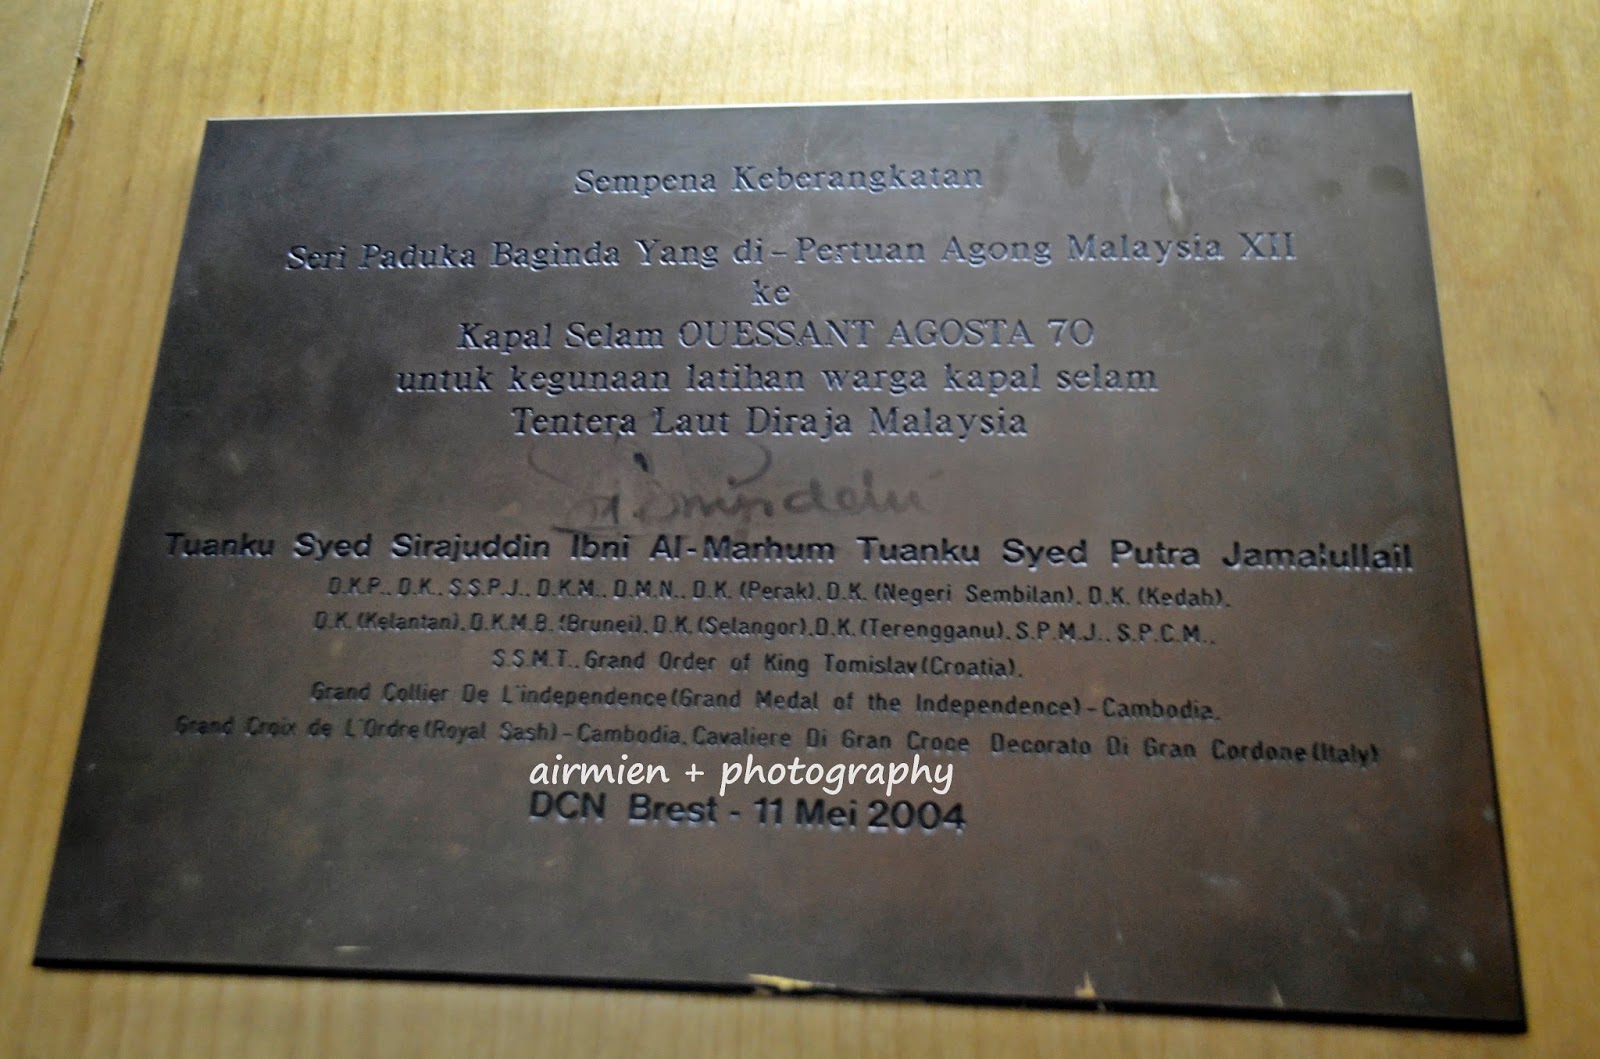 Sempena Keberangkatan
Seri Paduka Baginda Yang di-Pertuan Agong Malaysia XII
ke
Kapal Selam OUESSANT AGOSTA 70
untuk kegunaan latihan warga kapal selam
Tentera Laut Diraja Malaysia
Tuanku Syed Sirajuddin Ibni Al-Marhum Tuanku Syed Putra Jamalullail
D.K.P., D.K., S.S.P.J., D.K.M., D.M.N., D.K. (Perak), D.K. (Negeri Sembilan), D.K. (Kedah),
D.K. (Kelantan), D.K.M.B. (Brunei), D.K. (Selangor), D.K. (Terengganu), S.P.M.J., S.P.C.M.,
S.S.M.T., Grand Order of King Tomislav (Croatia),
Grand Collier De L'independence (Grand Medal of the Independence) - Cambodia,
Grand Croix de L'Ordre (Royal Sash) - Cambodia, Cavaliere Di Gran Croce Decorato Di Gran Cordone (Italy)
airmien + photography
DCN Brest - 11 Mei 2004